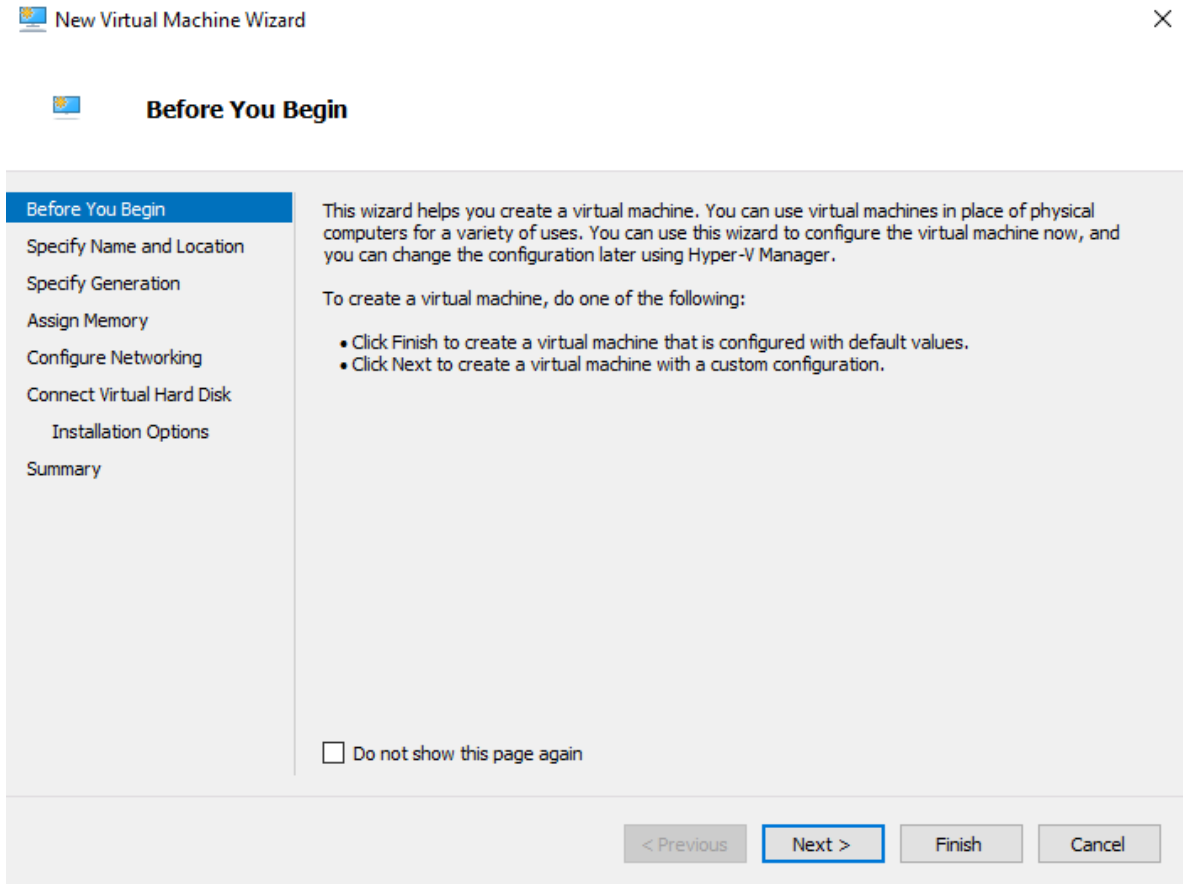 New Virtual Machine Wizard
Before You Begin
Before You Begin
Specify Name and Location
Specify Generation
Assign Memory
Configure Networking
Connect Virtual Hard Disk
Installation Options
Summary
This wizard helps you create a virtual machine. You can use virtual machines in place of physical
computers for a variety of uses. You can use this wizard to configure the virtual machine now, and
you can change the configuration later using Hyper-V Manager.
To create a virtual machine, do one of the following:
• Click Finish to create a virtual machine that is configured with default values.
• Click Next to create a virtual machine with a custom configuration.
Do not show this page again
< Previous
Next >
Finish
Cancel